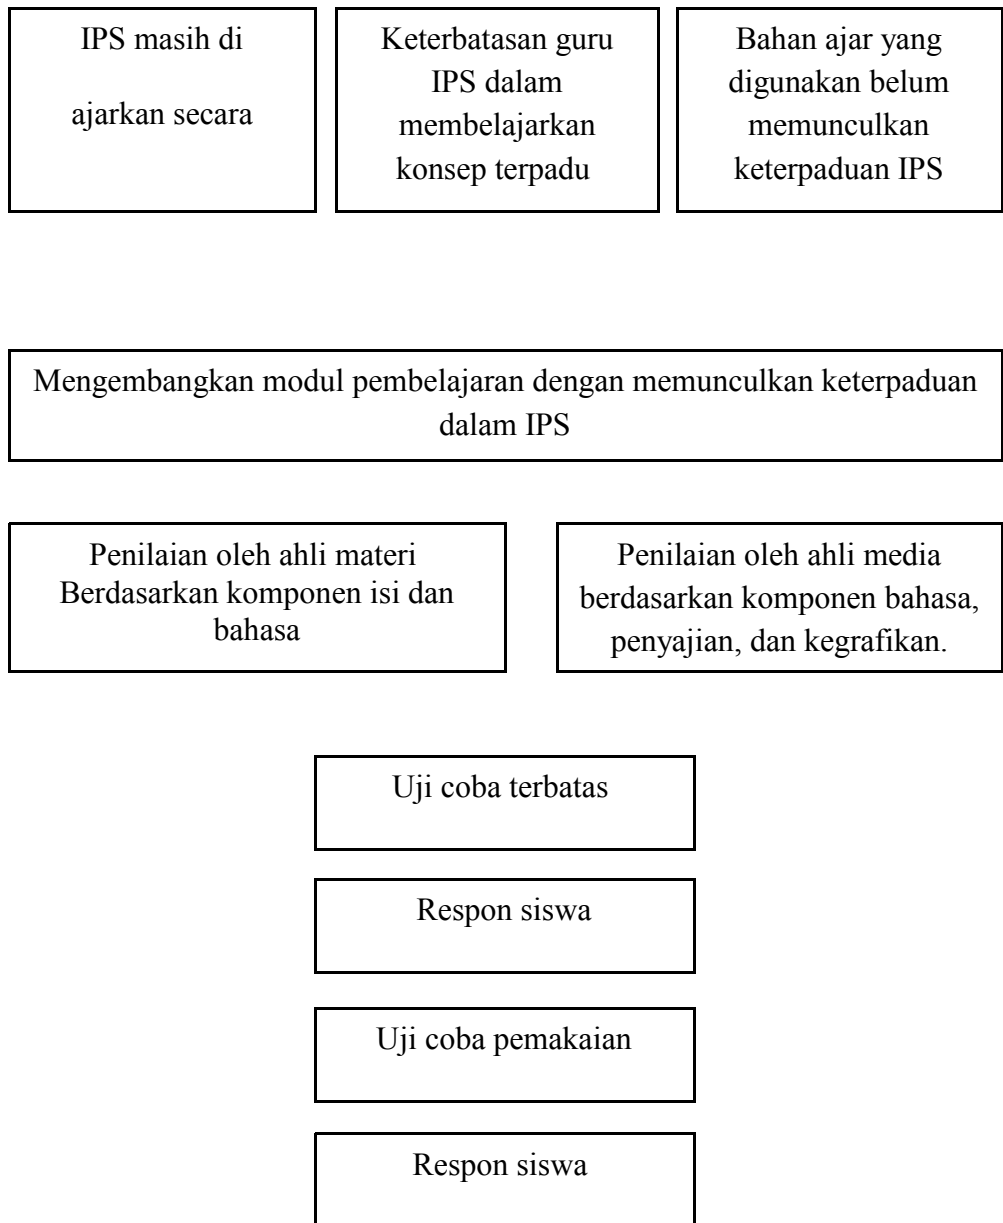 IPS masih di
ajarkan secara
Keterbatasan guru
IPS dalam
membelajarkan
konsep terpadu
Bahan ajar yang
digunakan belum
memunculkan
keterpaduan IPS
Mengembangkan modul pembelajaran dengan memunculkan keterpaduan
dalam IPS
Penilaian oleh ahli materi
Berdasarkan komponen isi dan
bahasa
Penilaian oleh ahli media
berdasarkan komponen bahasa,
penyajian, dan kegrafikan.
Uji coba terbatas
Respon siswa
Uji coba pemakaian
Respon siswa